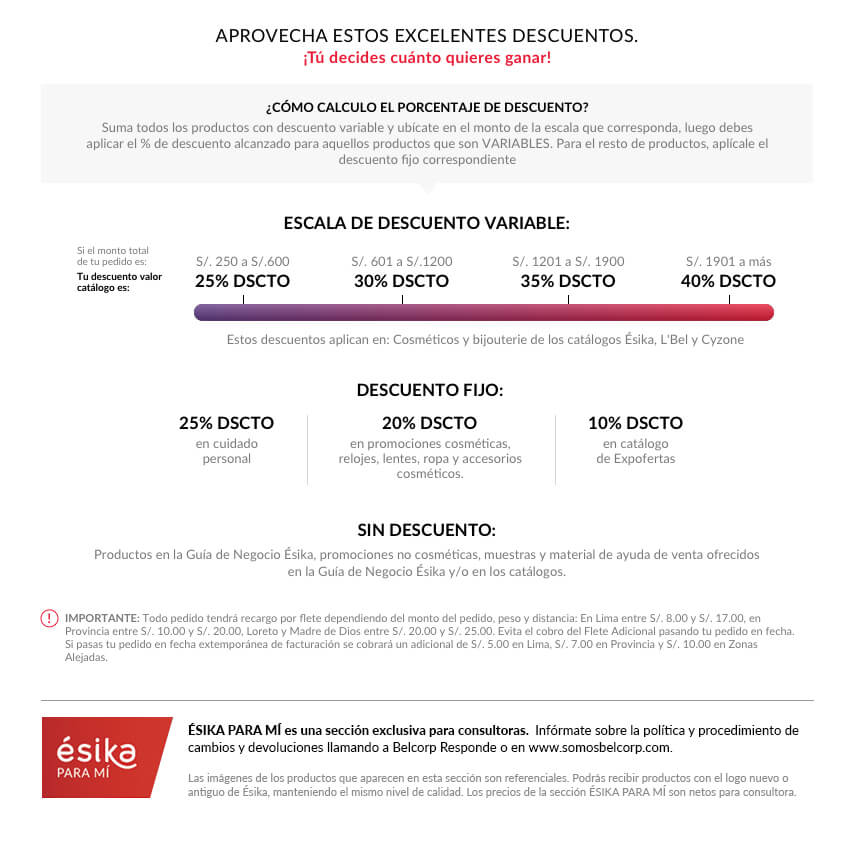 APROVECHA ESTOS EXCELENTES DESCUENTOS.
¡Tú decides cuánto quieres ganar!
¿CÓMO CALCULO EL PORCENTAJE DE DESCUENTO?
Suma todos los productos con descuento variable y ubícate en el monto de la escala que corresponda, luego debes
aplicar el % de descuento alcanzado para aquellos productos que son VARIABLES. Para el resto de productos, aplícale el
descuento fijo correspondiente
ESCALA DE DESCUENTO VARIABLE:
Si el monto total
de tu pedido es:
Tu descuento valor
catálogo es:
S/. 250 a S/.600
25% DSCTO
S/. 601 a S/.1200
30% DSCTO
S/. 1201 a S/. 1900
35% DSCTO
S/. 1901 a más
40% DSCTO
Estos descuentos aplican en: Cosméticos y bijouterie de los catálogos Ésika, L'Bel y Cyzone
DESCUENTO FIJO:
25% DSCTO
en cuidado
personal
20% DSCTO
en promociones cosméticas,
relojes, lentes, ropa y accesorios
cosméticos.
10% DSCTO
en catálogo
de Expofertas
SIN DESCUENTO:
Productos en la Guía de Negocio Ésika, promociones no cosméticas, muestras y material de ayuda de venta ofrecidos
en la Guía de Negocio Ésika y/o en los catálogos.
! IMPORTANTE: Todo pedido tendrá recargo por flete dependiendo del monto del pedido, peso y distancia: En Lima entre S/. 8.00 y S/. 17.00, en
Provincia entre S/. 10.00 y S/. 20.00, Loreto y Madre de Dios entre S/. 20.00 y S/. 25.00. Evita el cobro del Flete Adicional pasando tu pedido en fecha.
Si pasas tu pedido en fecha extemporánea de facturación se cobrará un adicional de S/. 5.00 en Lima, S/. 7.00 en Provincia y S/. 10.00 en Zonas
Alejadas.
ésika
PARA MÍ
ÉSIKA PARA MÍ es una sección exclusiva para consultoras. Infórmate sobre la política y procedimiento de
cambios y devoluciones llamando a Belcorp Responde o en www.somosbelcorp.com.
Las imágenes de los productos que aparecen en esta sección son referenciales. Podrás recibir productos con el logo nuevo o
antiguo de Ésika, manteniendo el mismo nivel de calidad. Los precios de la sección ÉSIKA PARA MÍ son netos para consultora.